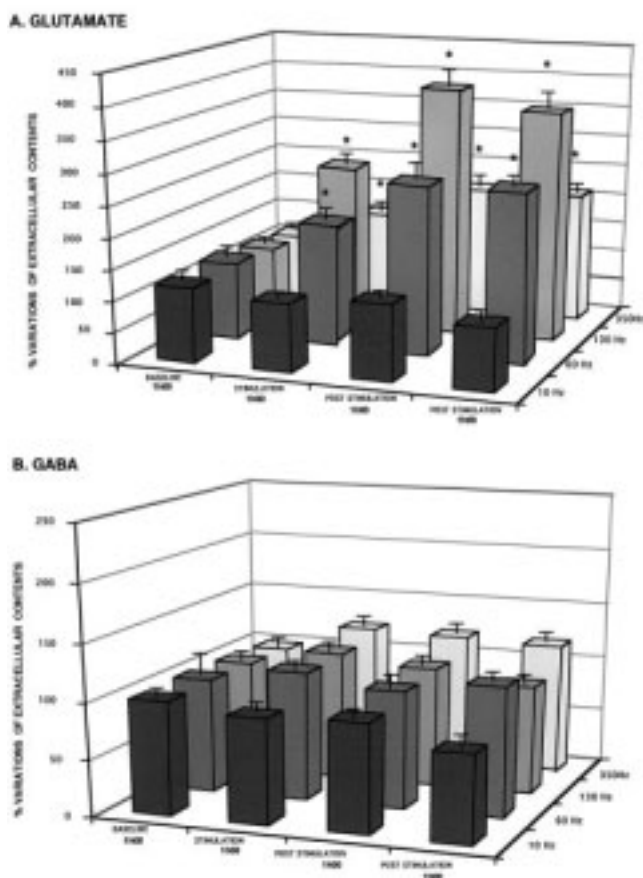 A. GLUTAMATE
% VARIATIONS OF EXTRACELLULAR CONTENTS
450
400
350
300
250
200
150
100
50
0
BASELINE
STIMULATION
POST STIMULATION
POST STIMULATION
10 Hz
60 Hz
130 Hz
350Hz
B. GABA
% VARIATIONS OF EXTRACELLULAR CONTENTS
250
200
150
100
50
0
BASELINE
STIMULATION
POST STIMULATION
POST STIMULATION
10 Hz
60 Hz
130 Hz
350Hz